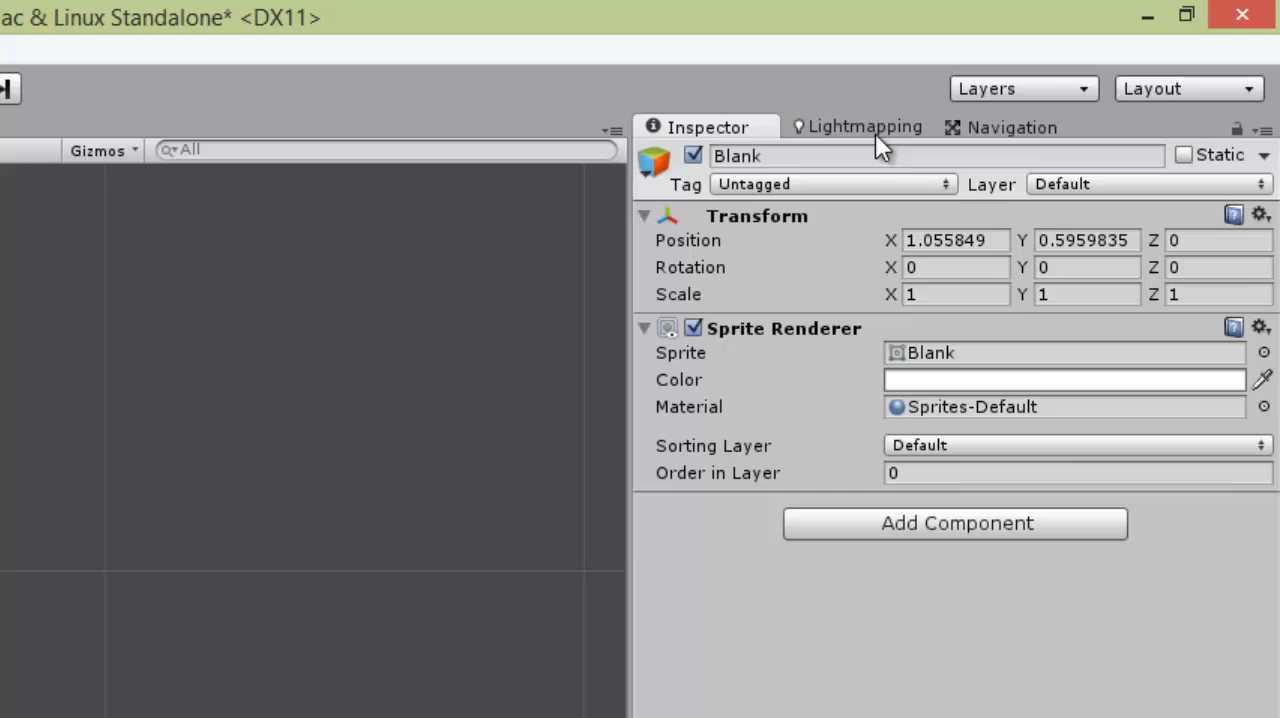 ac & Linux Standalone* <DX11>
Layers Layout
Inspector Lightmapping Navigation
Gizmos All
Blank Static
Tag Untagged Layer Default
Transform
Position X 1.055849 Y 0.5959835 Z 0
Rotation X 0 Y 0 Z 0
Scale X 1 Y 1 Z 1
Sprite Renderer
Sprite Blank
Color
Material Sprites-Default
Sorting Layer Default
Order in Layer 0
Add Component